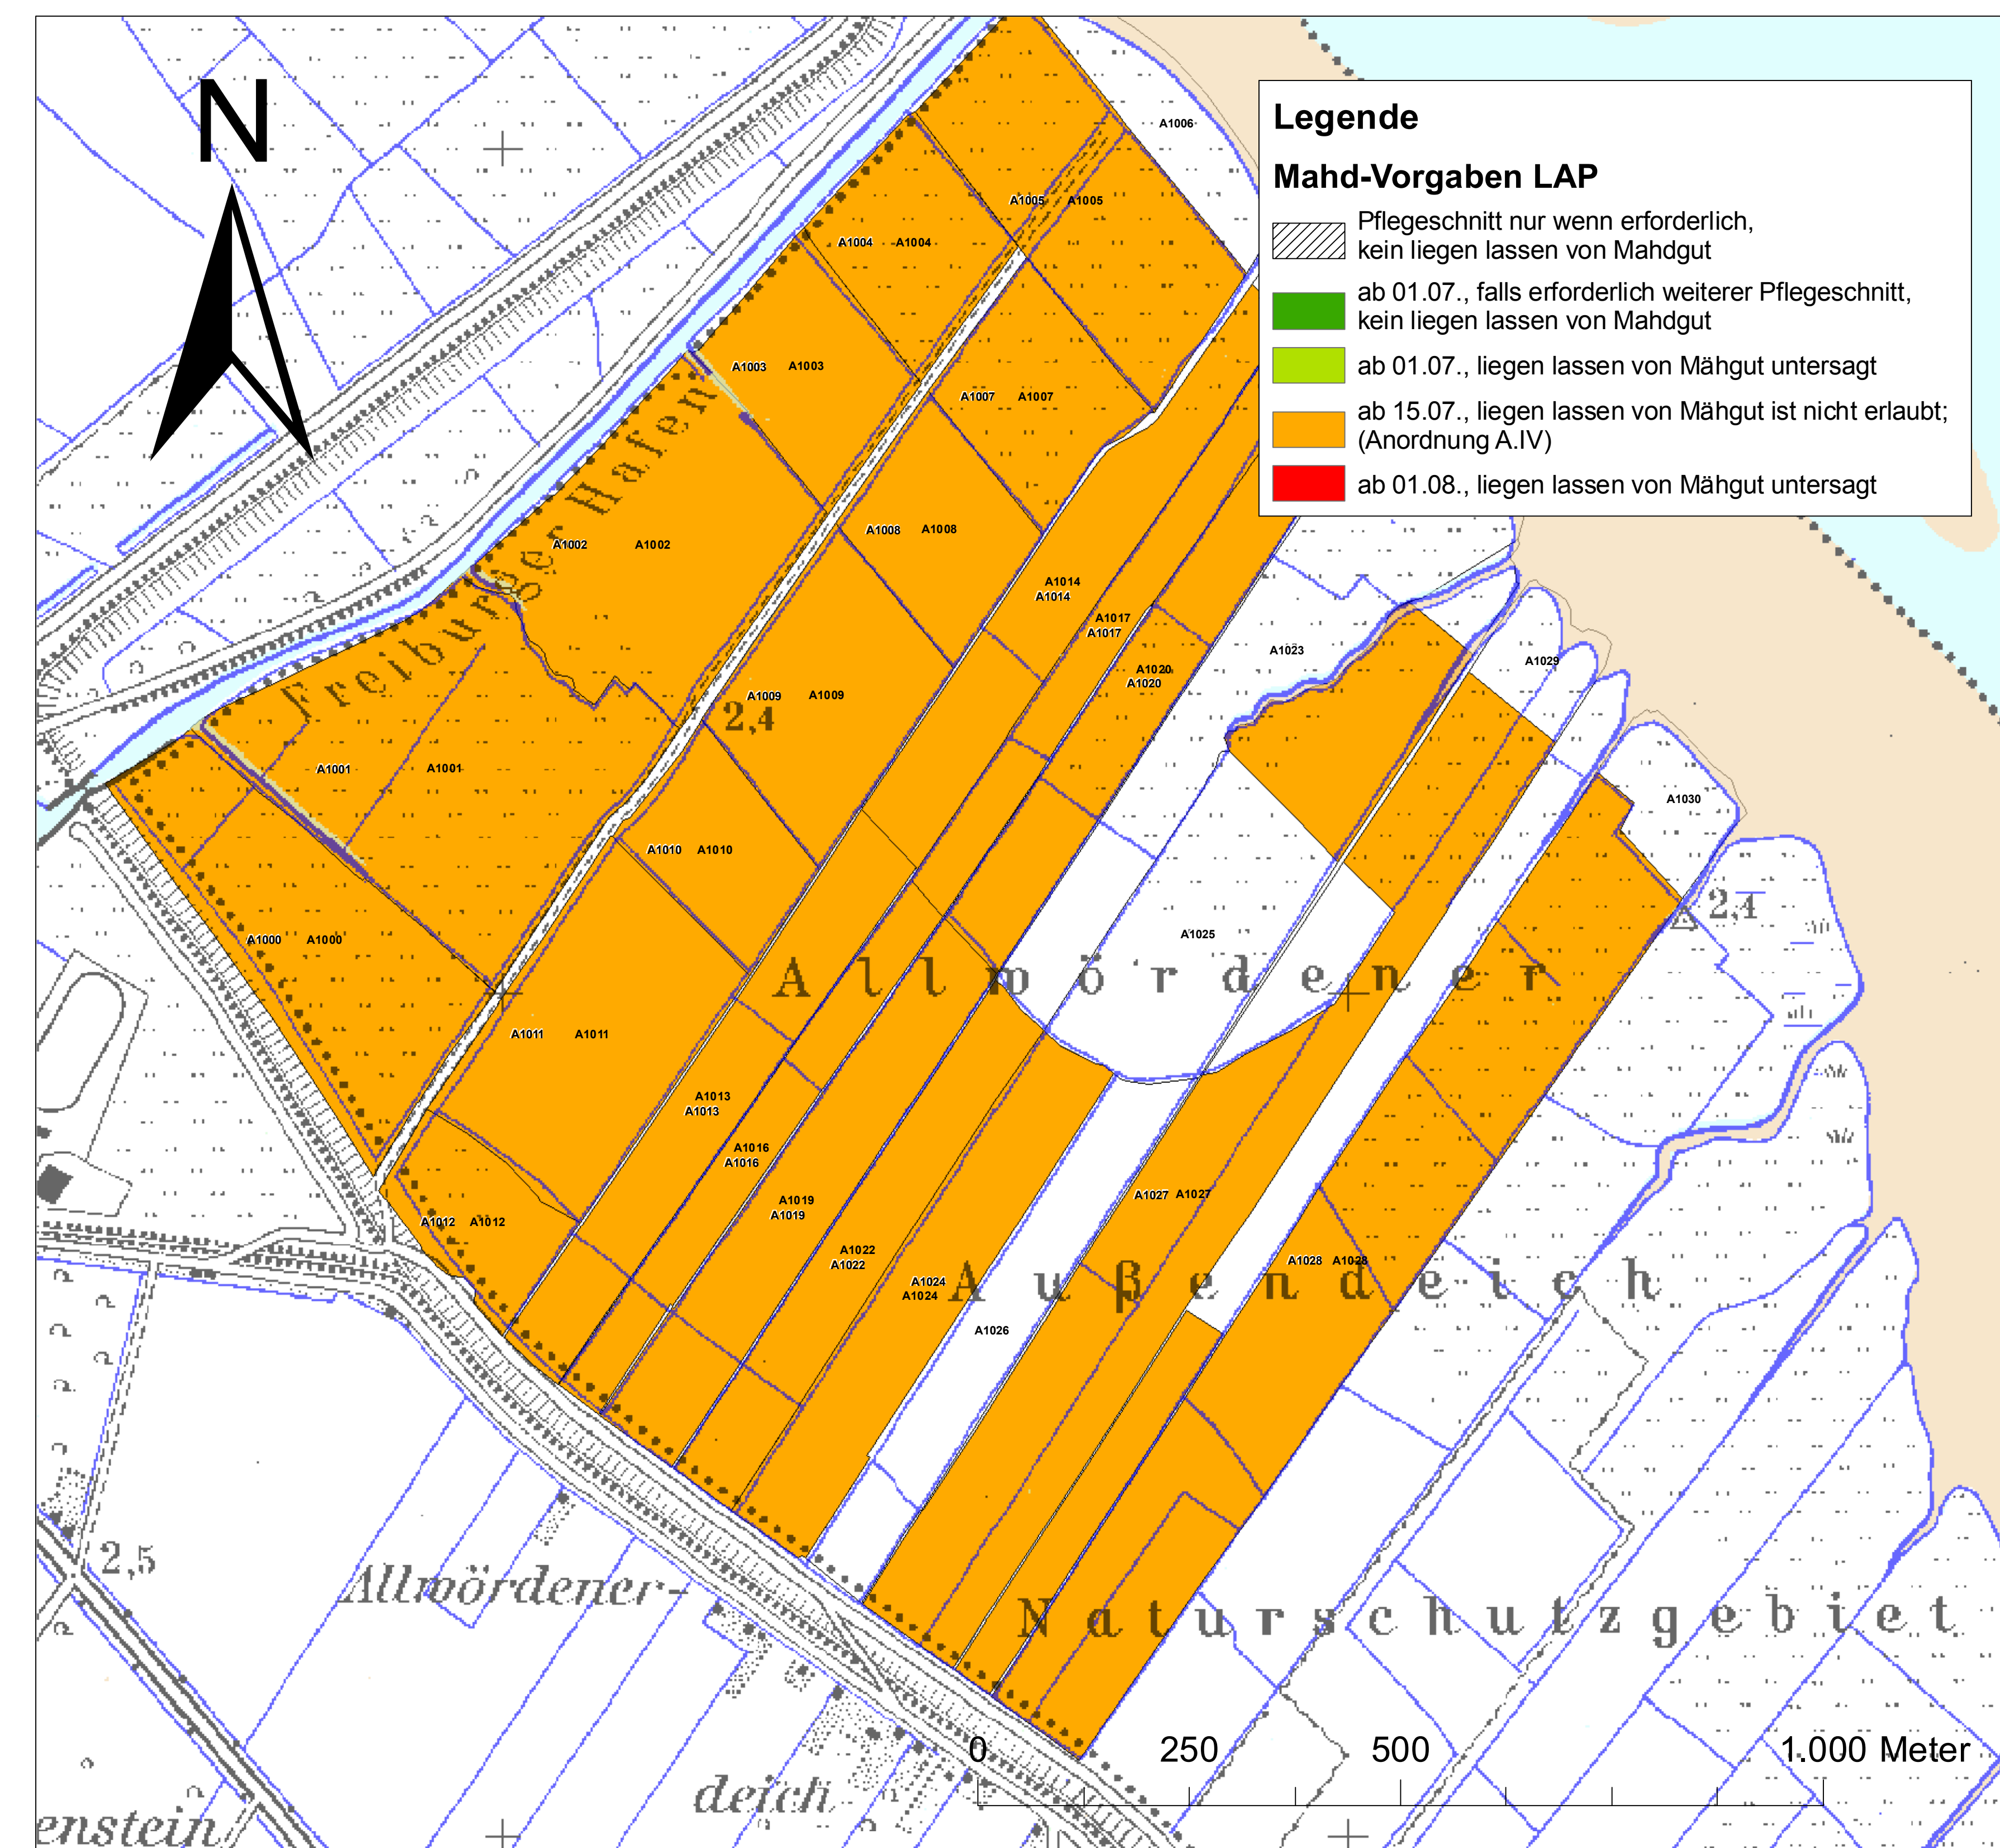 N
Legende
Mahd-Vorgaben LAP
Pflegeschnitt nur wenn erforderlich,
kein liegen lassen von Mahdgut
ab 01.07., falls erforderlich weiterer Pflegeschnitt,
kein liegen lassen von Mahdgut
ab 01.07., liegen lassen von Mähgut untersagt
ab 15.07., liegen lassen von Mähgut ist nicht erlaubt;
(Anordnung A.IV)
ab 01.08., liegen lassen von Mähgut untersagt
A1006
A1005 A1005
A1004 A1004
A1003 A1003
A1007 A1007
A1008 A1008
A1002 A1002
Freiburger Hafen
A1014
A1014
A1017
A1017
A1020
A1020
A1023
A1029
A1009 A1009
2,4
A1001 A1001
A1030
A1010 A1010
2,4
A1000 A1000
A1025
Allwördener
A1011 A1011
A1013
A1013
A1016
A1016
A1019
A1019
A1027 A1027
A1012 A1012
A1022
A1022
A1028 A1028
A1024
A1024
Außendeich
A1026
2,5
Allwördener-
Naturschutzgebiet
deich
enstein
0 250 500 1.000 Meter